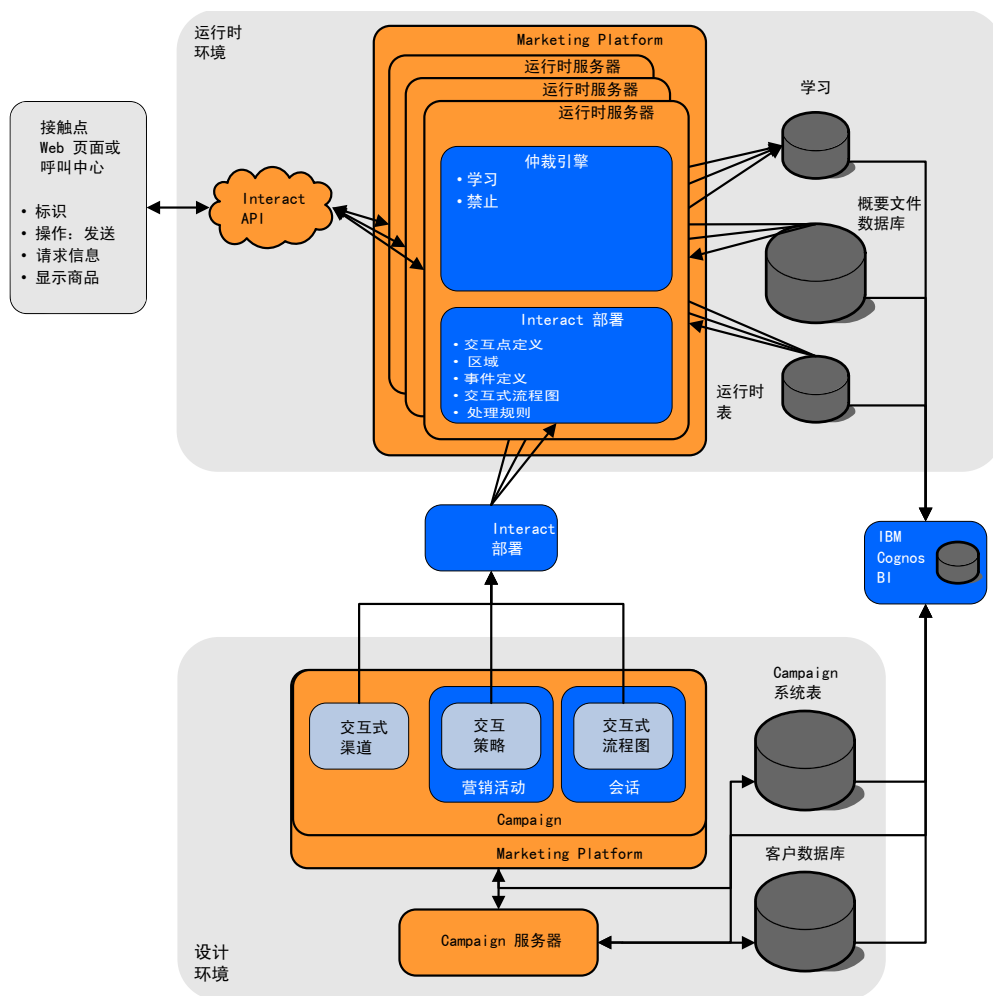 运行时
环境
Marketing Platform
运行时服务器
运行时服务器
运行时服务器
接触点
Web 页面或
呼叫中心
• 标识
• 操作：发送
• 请求信息
• 显示商品
Interact
API
仲裁引擎
• 学习
• 禁止
Interact 部署
• 交互点定义
• 区域
• 事件定义
• 交互式流程图
• 处理规则
学习
概要文件
数据库
运行时
表
Interact
部署
IBM
Cognos
BI
Campaign
系统表
交互式
渠道
交互
策略
营销活动
交互式
流程图
会话
Campaign
Marketing Platform
客户数据库
Campaign 服务器
设计
环境